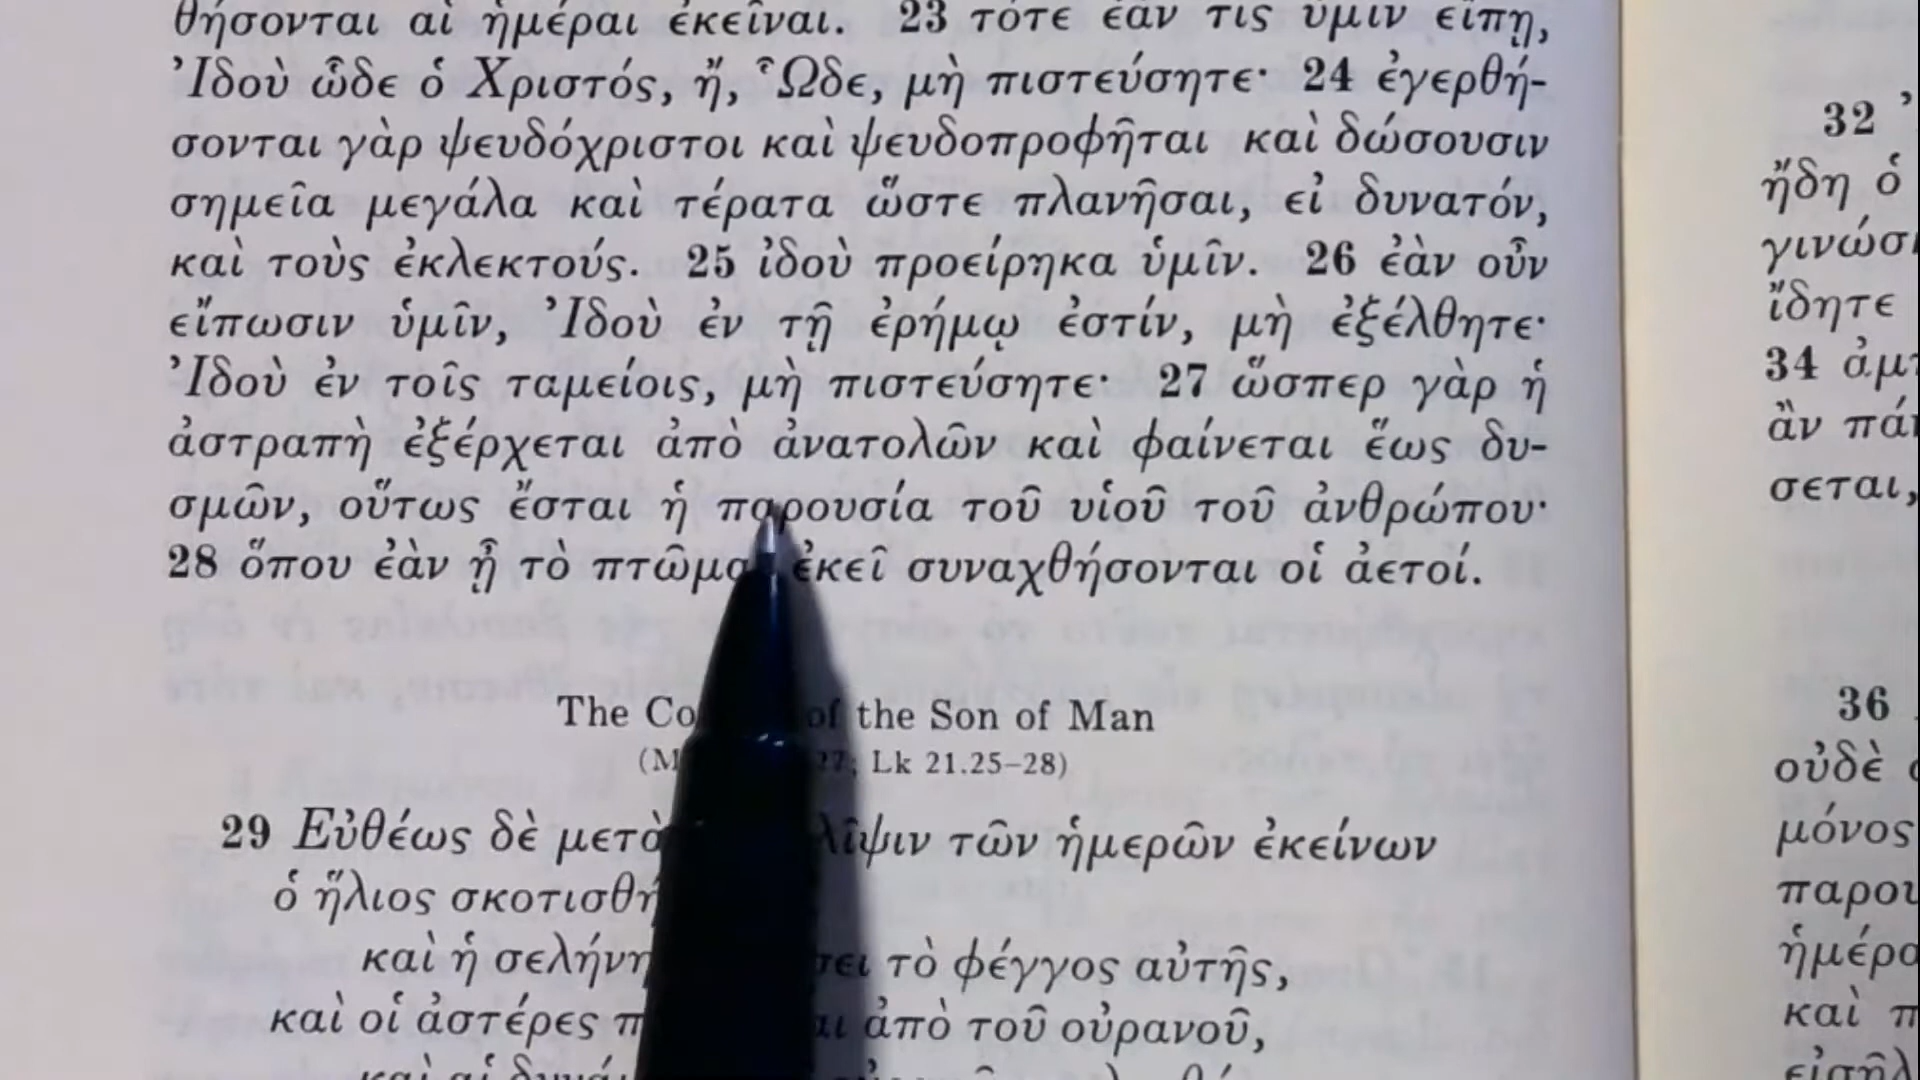 θήσονται αἱ ἡμέραι ἐκεῖναι. 23 τότε ἐάν τις ὑμῖν εἴπῃ,
Ἰδοὺ ὧδε ὁ Χριστός, ἤ, Ὧδε, μὴ πιστεύσητε· 24 ἐγερθή-
σονται γὰρ ψευδόχριστοι καὶ ψευδοπροφῆται καὶ δώσουσιν
σημεῖα μεγάλα καὶ τέρατα ὥστε πλανῆσαι, εἰ δυνατόν,
καὶ τοὺς ἐκλεκτούς. 25 ἰδοὺ προείρηκα ὑμῖν. 26 ἐὰν οὖν
εἴπωσιν ὑμῖν, Ἰδοὺ ἐν τῇ ἐρήμῳ ἐστίν, μὴ ἐξέλθητε·
Ἰδοὺ ἐν τοῖς ταμείοις, μὴ πιστεύσητε· 27 ὥσπερ γὰρ ἡ
ἀστραπὴ ἐξέρχεται ἀπὸ ἀνατολῶν καὶ φαίνεται ἕως δυ-
σμῶν, οὕτως ἔσται ἡ παρουσία τοῦ υἱοῦ τοῦ ἀνθρώπου·
28 ὅπου ἐὰν ᾖ τὸ πτῶμα ἐκεῖ συναχθήσονται οἱ ἀετοί.
The of the Son of Man
Lk 21.25–28)
29 Εὐθέως δὲ μετὰ τῶν ἡμερῶν ἐκείνων
ὁ ἥλιος
καὶ ἡ σελήνη τὸ φέγγος αὐτῆς,
καὶ οἱ ἀστέρες ἀπὸ τοῦ οὐρανοῦ,
32
ἤδη ὁ
ἴδητε
34
ἂν
σεται,
36
οὐδὲ
μόνος
καὶ